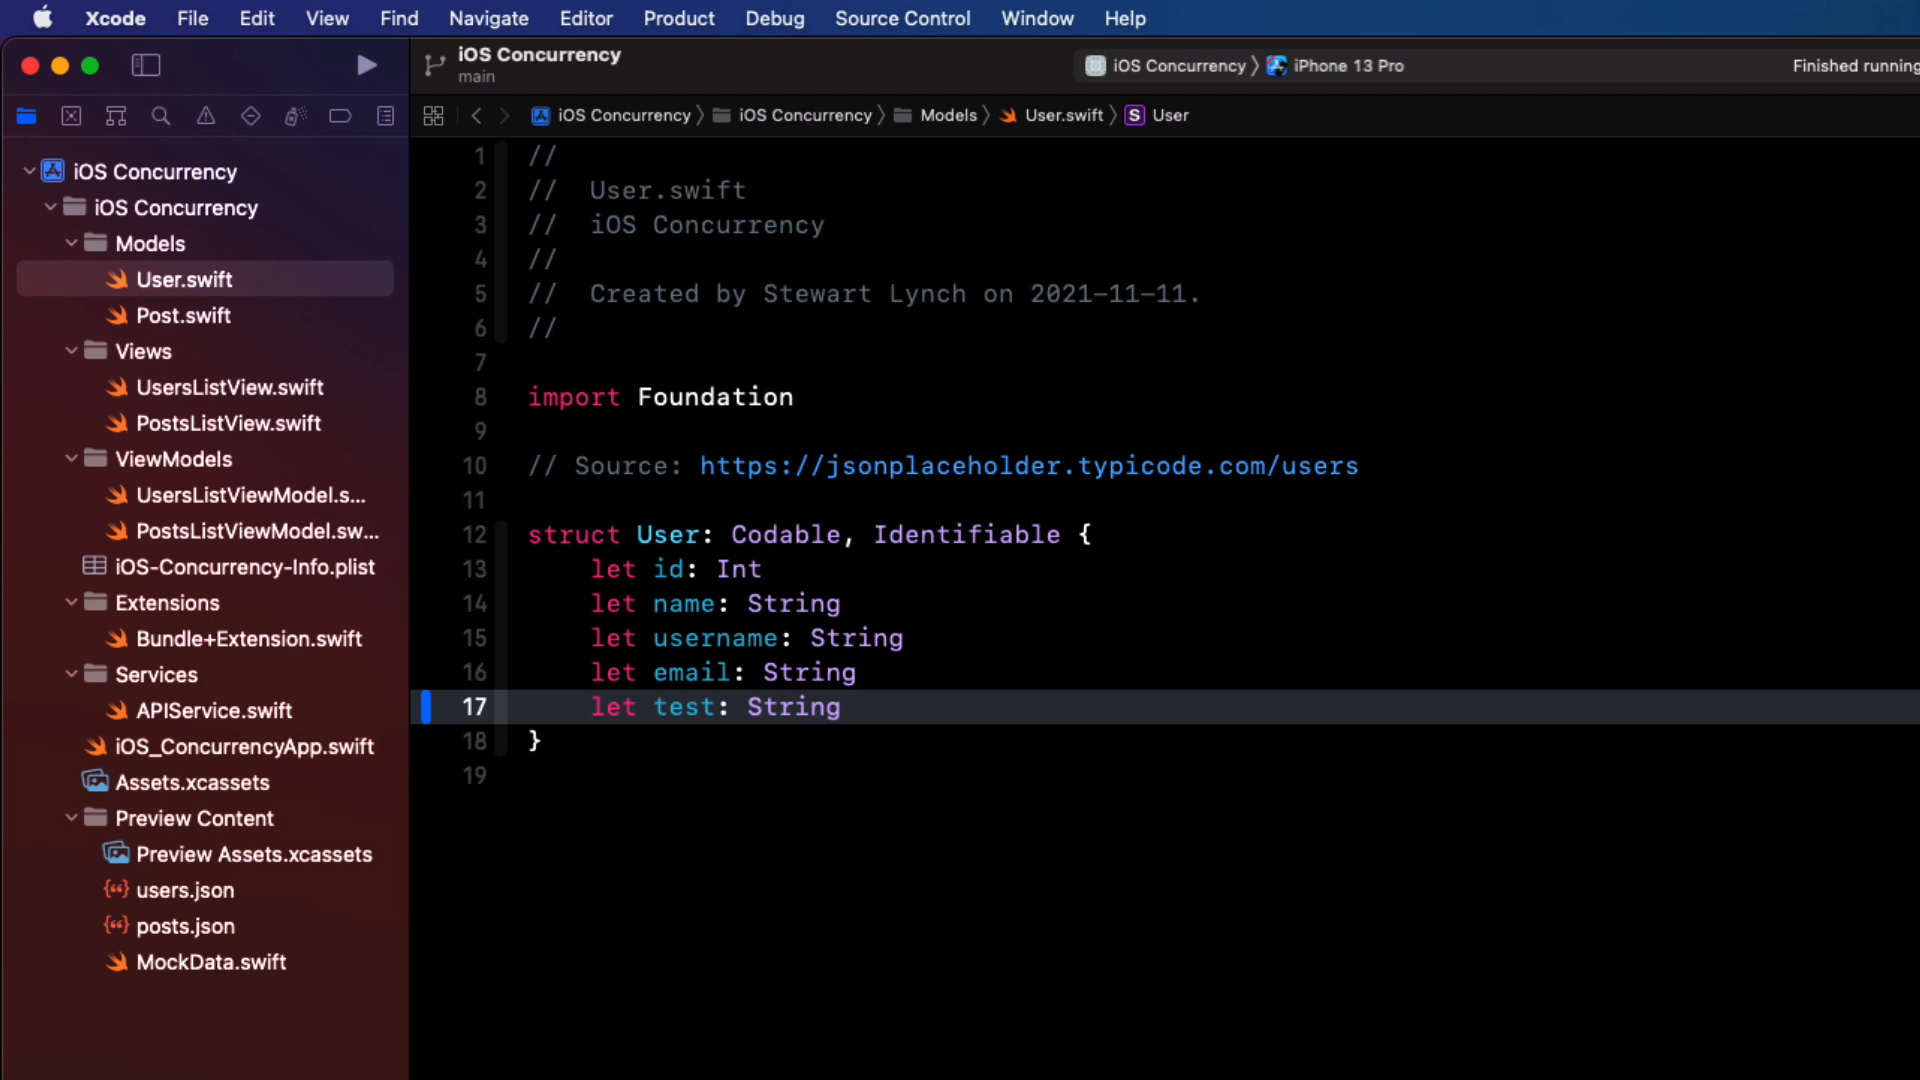 Xcode File Edit View Find Navigate Editor Product Debug Source Control Window Help
iOS Concurrency
main
iOS Concurrency 〉 iPhone 13 Pro
Finished running
iOS Concurrency 〉 iOS Concurrency 〉 Models 〉 User.swift 〉 S User
iOS Concurrency
iOS Concurrency
Models
User.swift
Post.swift
Views
UsersListView.swift
PostsListView.swift
ViewModels
UsersListViewModel.s...
PostsListViewModel.sw...
iOS-Concurrency-Info.plist
Extensions
Bundle+Extension.swift
Services
APIService.swift
iOS_ConcurrencyApp.swift
Assets.xcassets
Preview Content
Preview Assets.xcassets
users.json
posts.json
MockData.swift
1 //
2 // User.swift
3 // iOS Concurrency
4 //
5 // Created by Stewart Lynch on 2021-11-11.
6 //
7
8 import Foundation
9
10 // Source: https://jsonplaceholder.typicode.com/users
11
12 struct User: Codable, Identifiable {
13 let id: Int
14 let name: String
15 let username: String
16 let email: String
17 let test: String
18 }
19